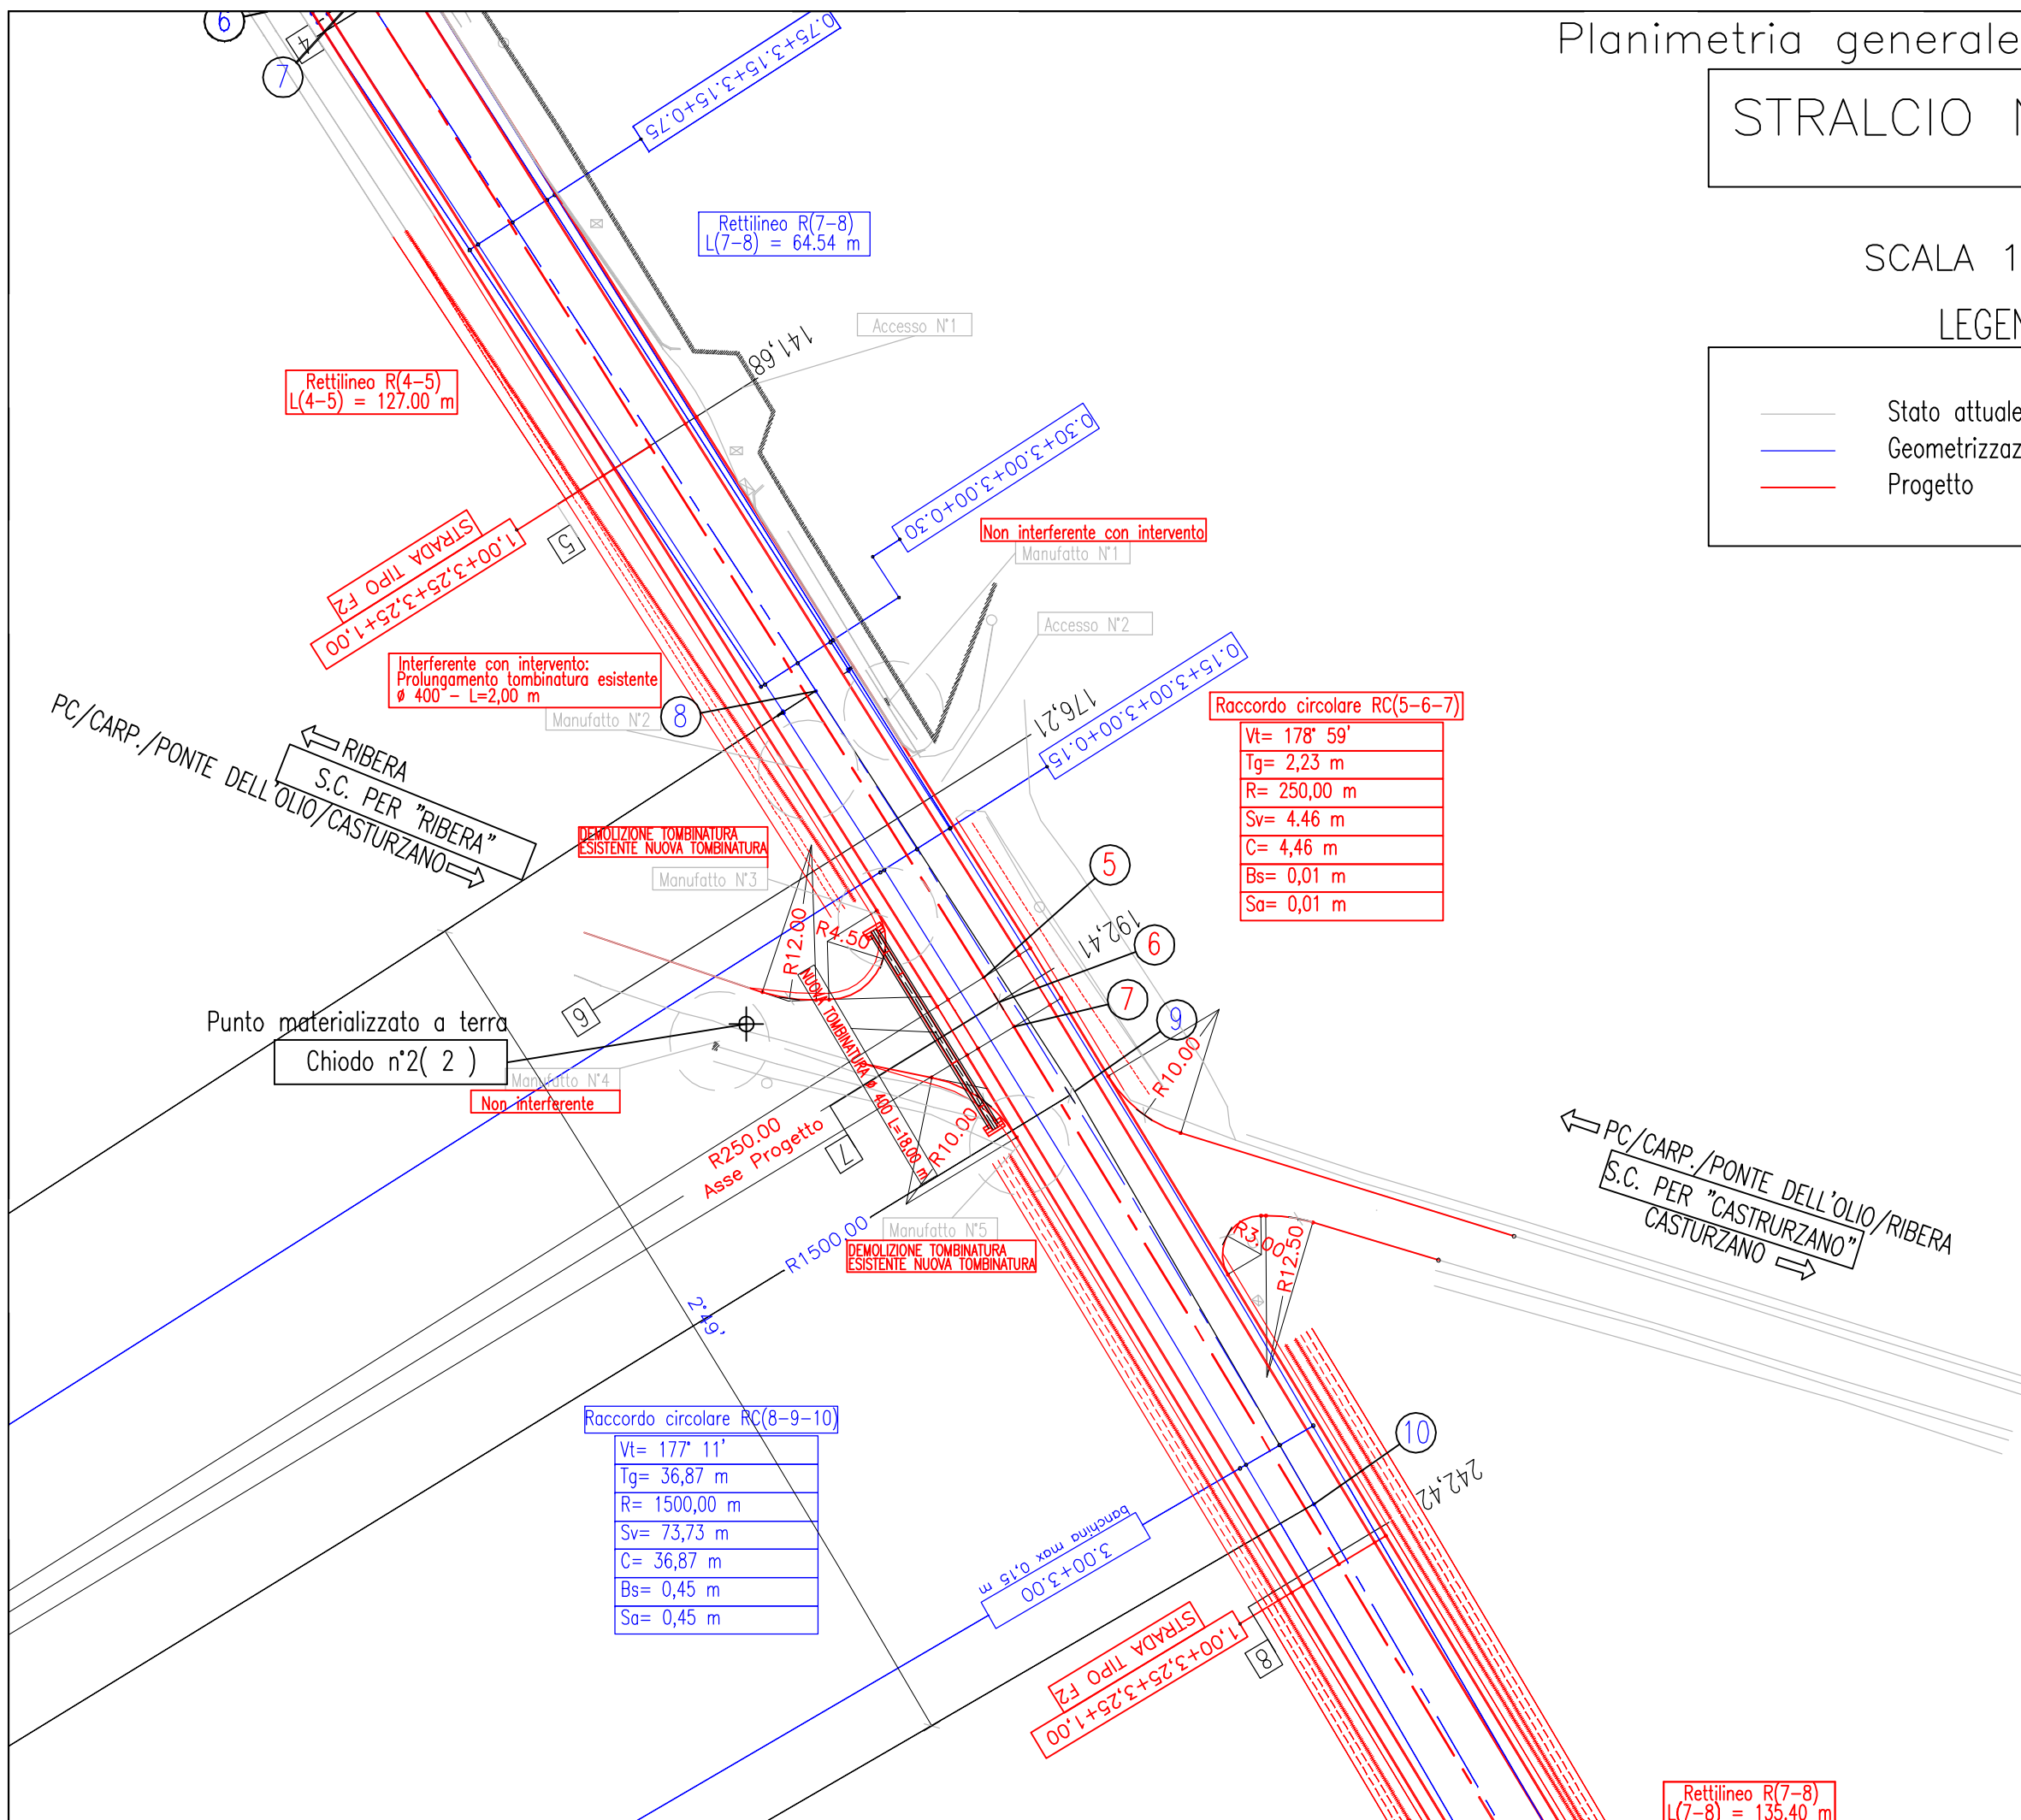 Planimetria generale
STRALCIO
SCALA 1
Stato attuale
Progetto
6
7
4
0.75+3.15+3.15+0.75
Rettilineo R(7-8)
L(7-8) = 64.54 m
Accesso N°1
141,68
Rettilineo R(4-5)
L(4-5) = 127.00 m
0.30+3.00+3.00+0.30
5
STRADA TIPO F2
1,00+3,25+3,25+1,00
Non interferente con intervento
Manufatto N°1
Accesso N°2
Interferente con intervento:
Prolungamento tombinatura esistente
ø 400 - L=2,00 m
Manufatto N°2
8
0.15+3.00+3.00+0.15
176,21
PC/CARP./PONTE DELL'OLIO/CASTURZANO
RIBERA
S.C. PER "RIBERA"
Raccordo circolare RC(5-6-7)
Vt= 178° 59'
Tg= 2,23 m
R= 250,00 m
Sv= 4.46 m
C= 4,46 m
Bs= 0,01 m
Sa= 0,01 m
DEMOLIZIONE TOMBINATURA
ESISTENTE NUOVA TOMBINATURA
Manufatto N°3
5
192,41
6
R12.00
R4.50
7
9
6
Punto materializzato a terra
Chiodo n°2( 2 )
NUOVA TOMBINATURA ø 400 L=18,00 m
R10.00
Manufatto N°4
Non interferente
R10.00
R250.00
Asse Progetto
7
PC/CARP./PONTE DELL'OLIO/RIBERA
S.C. PER "CASTRURZANO"
CASTURZANO
R1500.00
Manufatto N°5
DEMOLIZIONE TOMBINATURA
ESISTENTE NUOVA TOMBINATURA
R3.00
R12.50
2°49'
Raccordo circolare RC(8-9-10)
Vt= 177° 11'
Tg= 36,87 m
R= 1500,00 m
Sv= 73,73 m
C= 36,87 m
Bs= 0,45 m
Sa= 0,45 m
10
242,42
banchina max 0,15 m
3.00+3.00
STRADA TIPO F2
1,00+3,25+3,25+1,00
8
Rettilineo R(7-8)
L(7-8) = 135.40 m